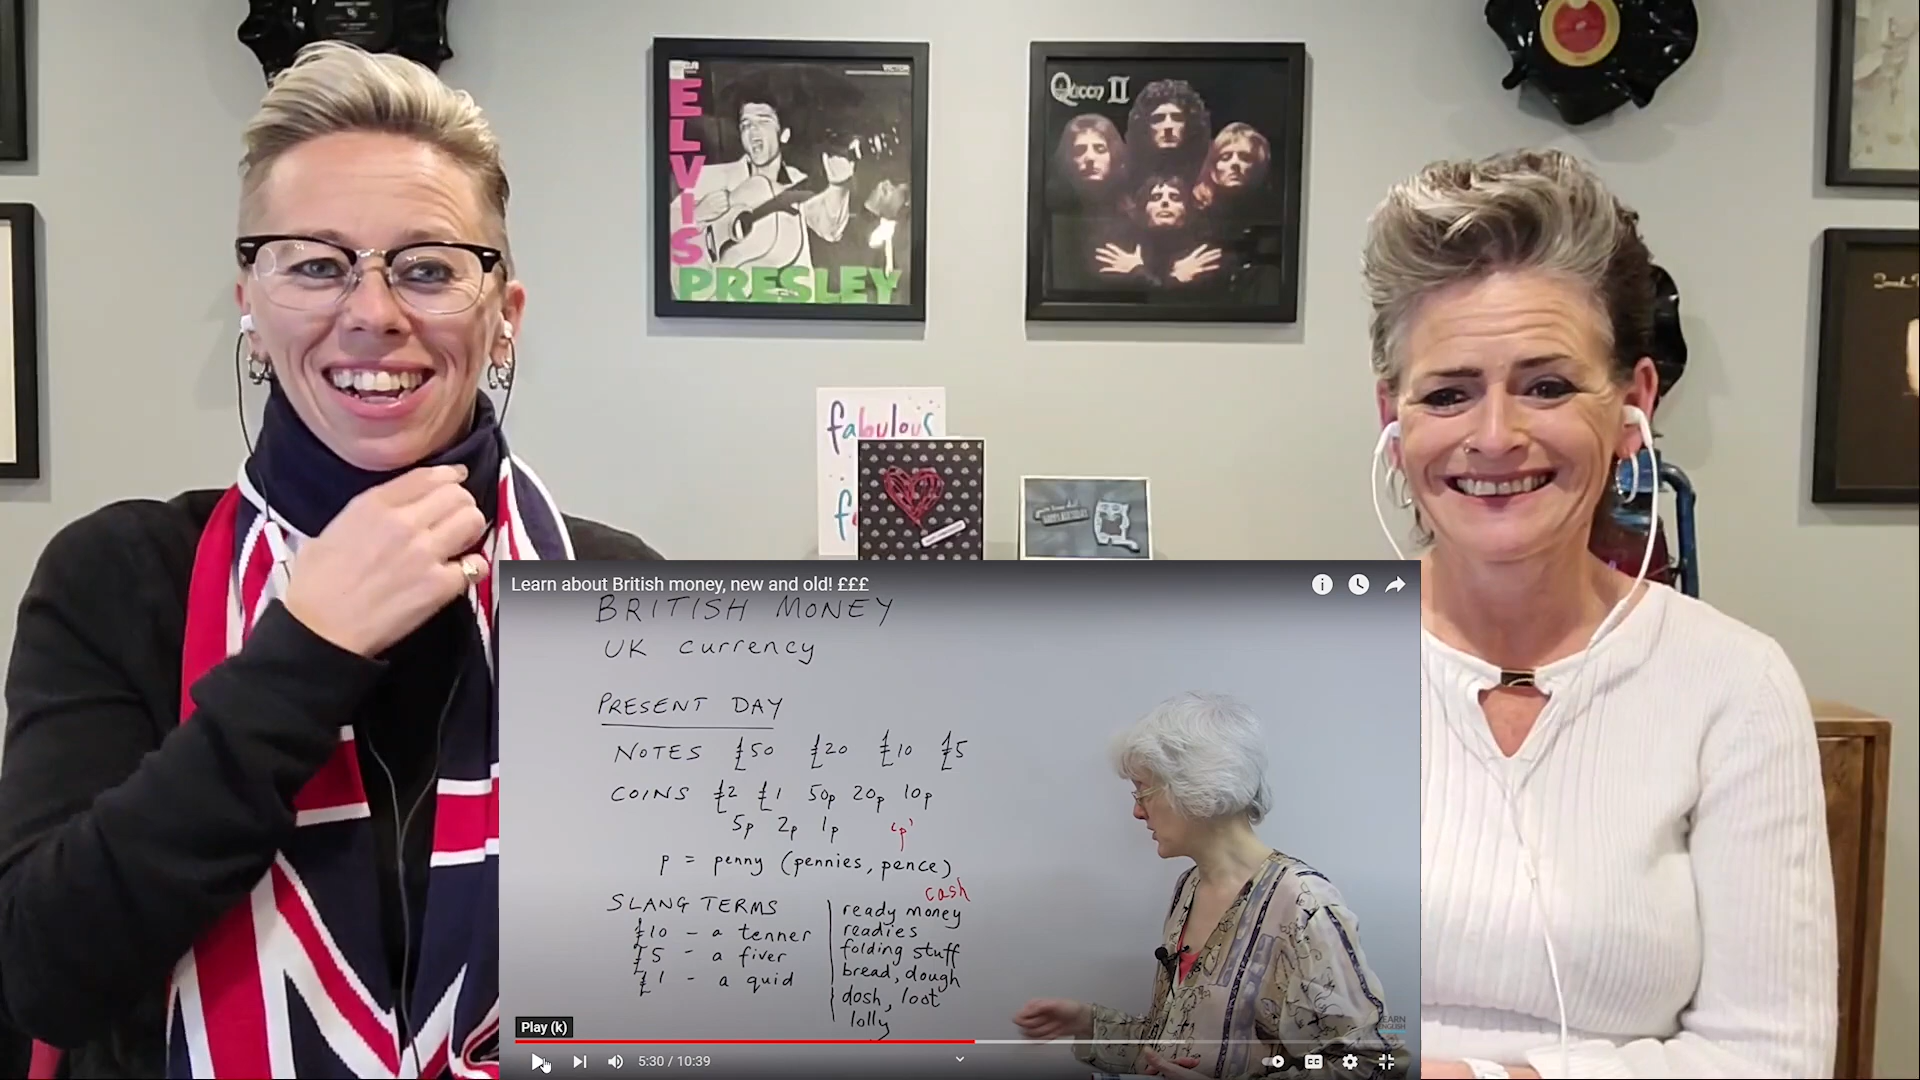 ELVIS
PRESLEY
VICTOR
Queen II
fabulous
Learn about British money, new and old! £££
BRITISH MONEY
UK currency
PRESENT DAY
NOTES £50 £20 £10 £5
COINS £2 £1 50p 20p 10p
5p 2p 1p 'p'
p = penny (pennies, pence)
cash
SLANG TERMS
£10 - a tenner
£5 - a fiver
£1 - a quid
ready money
readies
folding stuff
bread, dough
dosh, loot
lolly
Play (k)
5:30 / 10:39
LEARN
ENGLISH